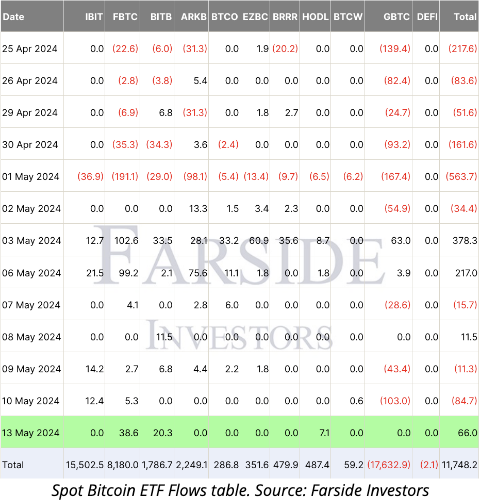 Date IBIT FBTC BITB ARKB BTCO EZBC BRRR HODL BTCW GBTC DEFI Total
25 Apr 2024 0.0 (22.6) (6.0) (31.3) 0.0 1.9 (20.2) 0.0 0.0 (139.4) 0.0 (217.6)
26 Apr 2024 0.0 (2.8) (3.8) 5.4 0.0 0.0 0.0 0.0 0.0 (82.4) 0.0 (83.6)
29 Apr 2024 0.0 (6.9) 6.8 (31.3) 0.0 1.8 2.7 0.0 0.0 (24.7) 0.0 (51.6)
30 Apr 2024 0.0 (35.3) (34.3) 3.6 (2.4) 0.0 0.0 0.0 0.0 (93.2) 0.0 (161.6)
01 May 2024 (36.9) (191.1) (29.0) (98.1) (5.4) (13.4) (9.7) (6.5) (6.2) (167.4) 0.0 (563.7)
02 May 2024 0.0 0.0 0.0 13.3 1.5 3.4 2.3 0.0 0.0 (54.9) 0.0 (34.4)
03 May 2024 12.7 102.6 33.5 28.1 33.2 60.9 35.6 8.7 0.0 63.0 0.0 378.3
06 May 2024 21.5 99.2 2.1 75.6 11.1 1.8 0.0 1.8 0.0 3.9 0.0 217.0
07 May 2024 0.0 4.1 0.0 2.8 6.0 0.0 0.0 0.0 0.0 (28.6) 0.0 (15.7)
08 May 2024 0.0 0.0 11.5 0.0 0.0 0.0 0.0 0.0 0.0 0.0 0.0 11.5
09 May 2024 14.2 2.7 6.8 4.4 2.2 1.8 0.0 0.0 0.0 (43.4) 0.0 (11.3)
10 May 2024 12.4 5.3 0.0 0.0 0.0 0.0 0.0 0.0 0.6 (103.0) 0.0 (84.7)
13 May 2024 0.0 38.6 20.3 0.0 0.0 0.0 0.0 7.1 0.0 0.0 0.0 66.0
Total 15,502.5 8,180.0 1,786.7 2,249.1 286.8 351.6 479.9 487.4 59.2 (17,632.9) (2.1) 11,748.2
FARSIDE
INVESTORS
Spot Bitcoin ETF Flows table. Source: Farside Investors